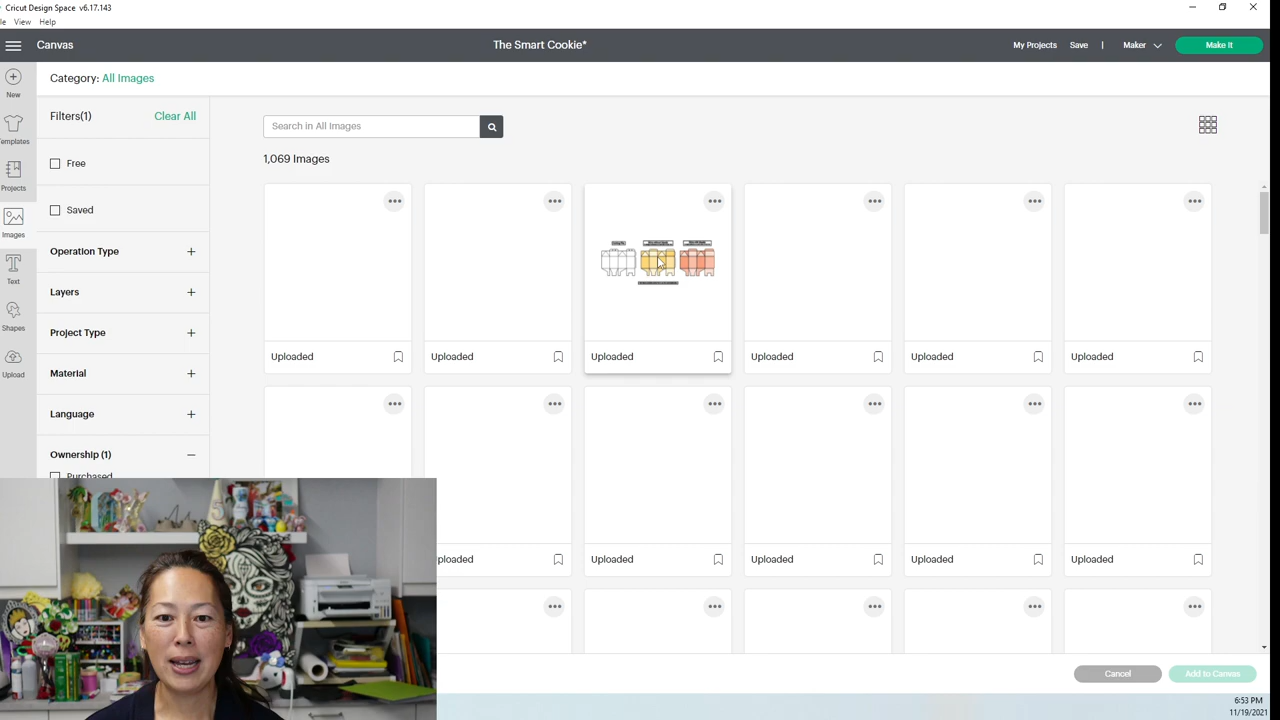 Cricut Design Space v6.17.143
le View Help
Canvas
The Smart Cookie*
My Projects Save | Maker Make It
New
Templates
Projects
Images
Text
Shapes
Upload
Category: All Images
Filters(1) Clear All
Free
Saved
Operation Type
Layers
Project Type
Material
Language
Ownership (1)
Purchased
Search in All Images
1,069 Images
Uploaded Uploaded Uploaded Uploaded Uploaded Uploaded
ploaded Uploaded Uploaded Uploaded Uploaded
Cancel Add to Canvas
6:53 PM
11/19/2021